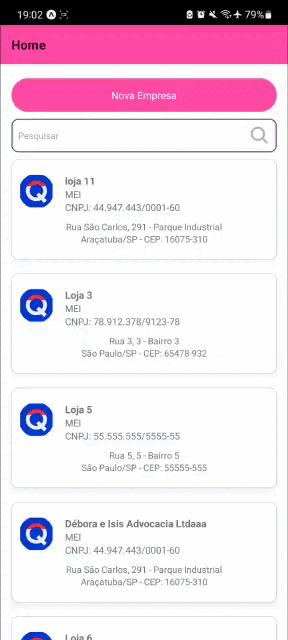 19:02
79%
Home
Nova Empresa
Pesquisar
loja 11
MEI
CNPJ: 44.947.443/0001-60
Rua São Carlos, 291 - Parque Industrial
Araçatuba/SP - CEP: 16075-310
Loja 3
MEI
CNPJ: 78.912.378/9123-78
Rua 3, 3 - Bairro 3
São Paulo/SP - CEP: 65478-932
Loja 5
MEI
CNPJ: 55.555.555/5555-55
Rua 5, 5 - Bairro 5
São Paulo/SP - CEP: 55555-555
Débora e Isis Advocacia Ltdaaa
MEI
CNPJ: 44.947.443/0001-60
Rua São Carlos, 291 - Parque Industrial
Araçatuba/SP - CEP: 16075-310
Loja 6